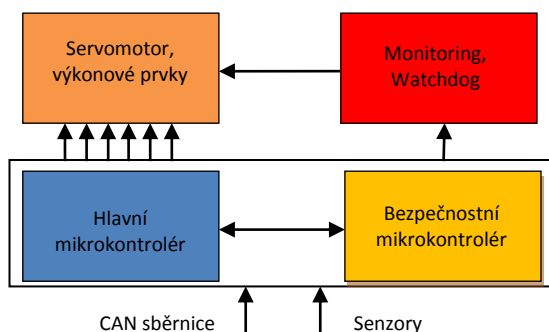 Servomotor,
výkonové prvky
Monitoring,
Watchdog
Hlavní
mikrokontrolér
Bezpečnostní
mikrokontrolér
CAN sběrnice
Senzory